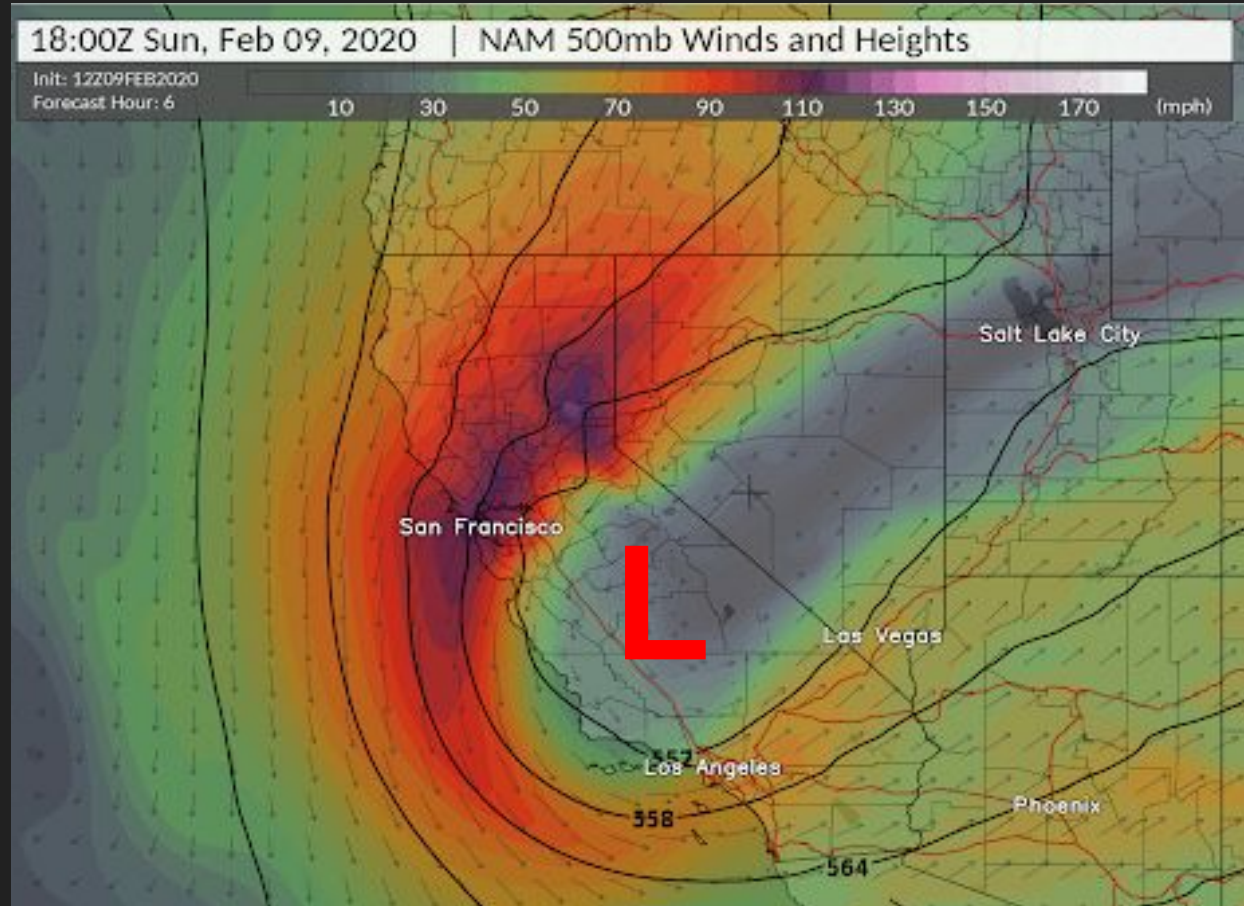 18:00Z Sun, Feb 09, 2020 | NAM 500mb Winds and Heights
Init: 12Z09FEB2020
Forecast Hour: 6
10 30 50 70 90 110 130 150 170 (mph)
Salt Lake City
San Francisco
L
Las Vegas
552
Los Angeles
Phoenix
558
564